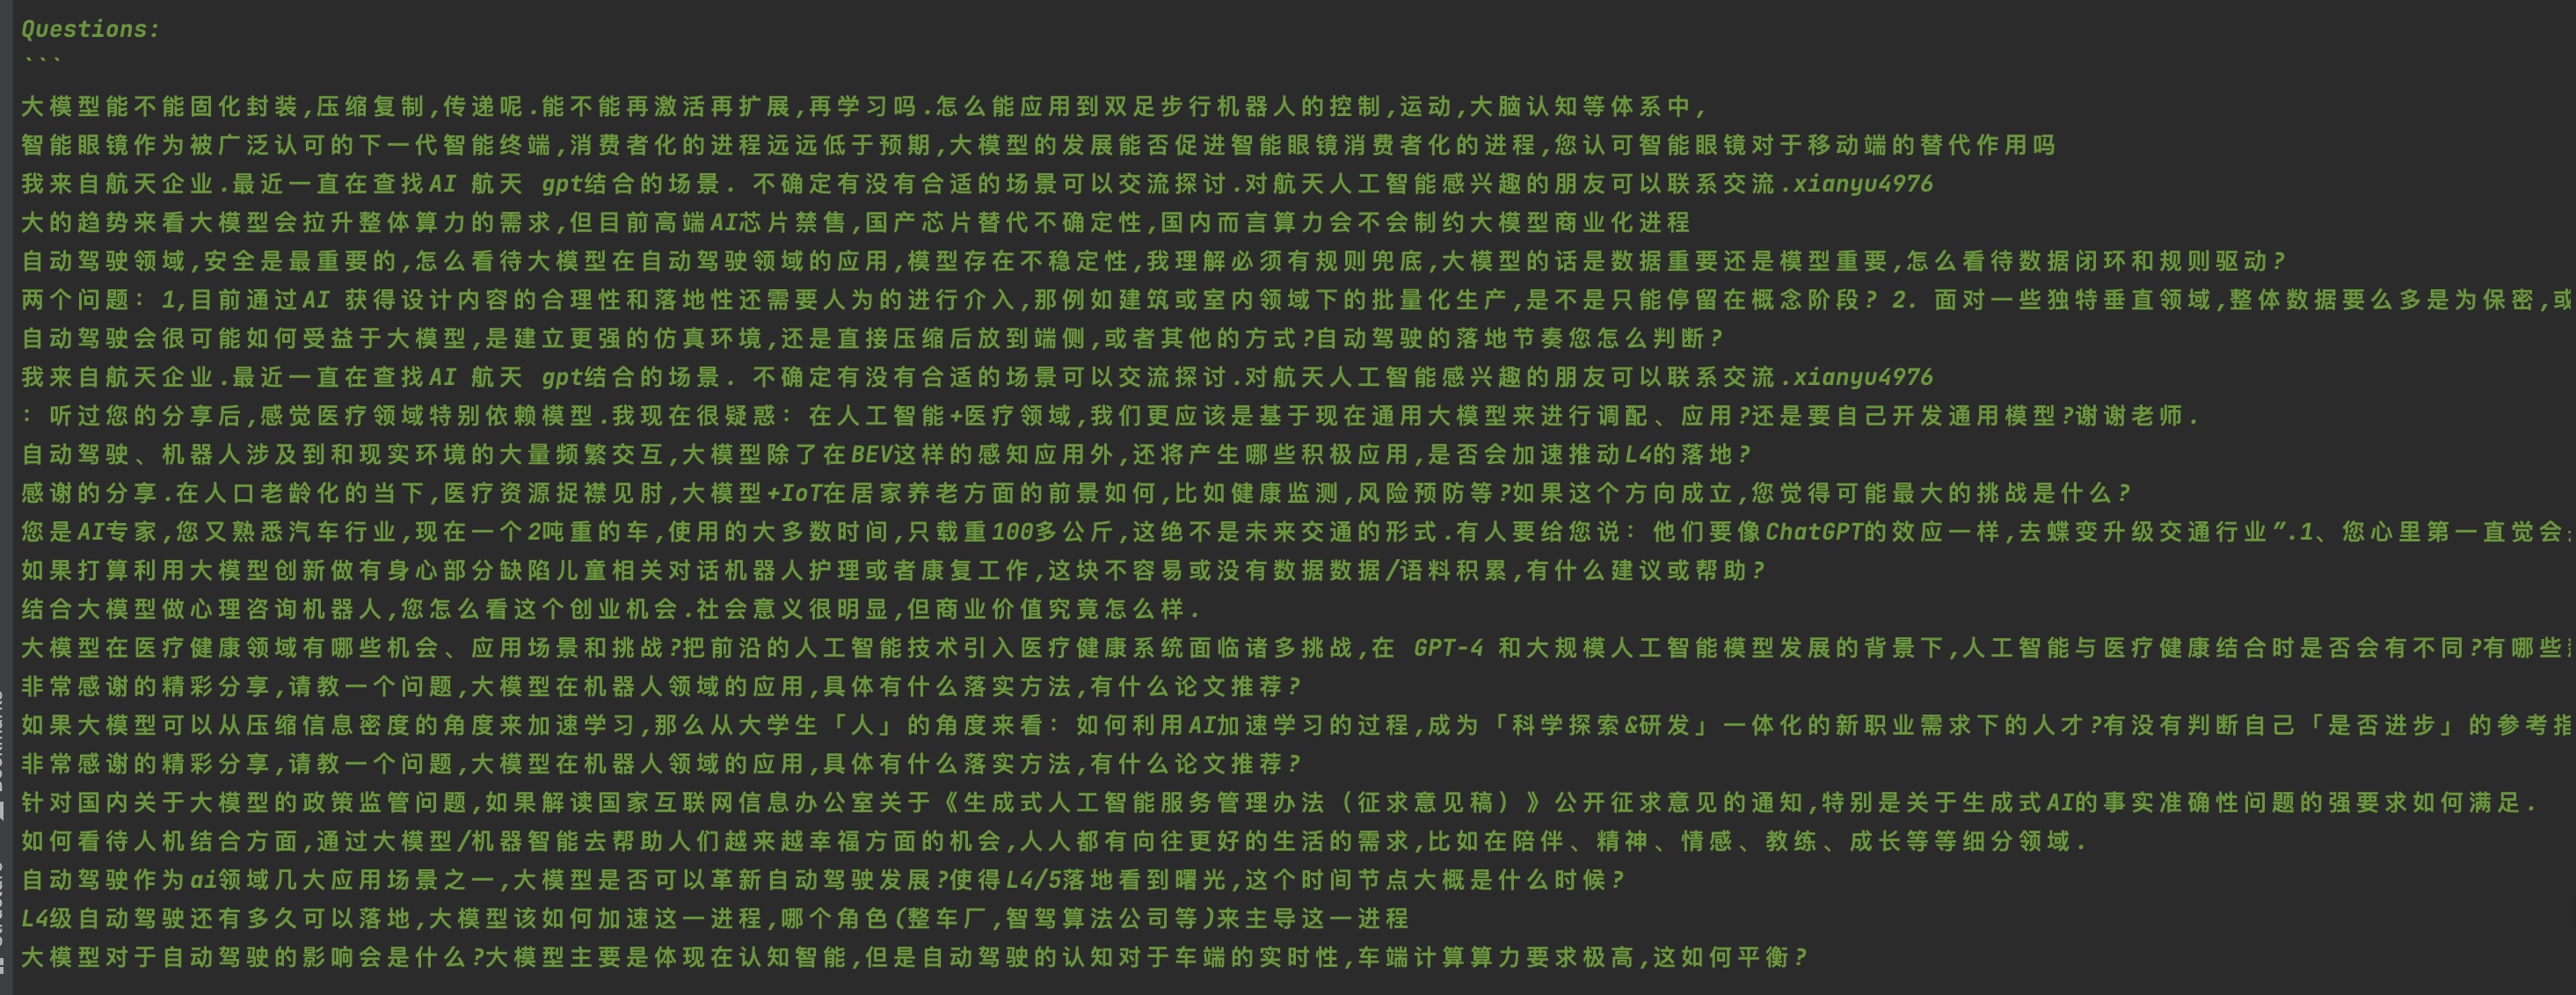 Questions:
```
大模型能不能固化封装,压缩复制,传递呢.能不能再激活再扩展,再学习吗.怎么能应用到双足步行机器人的控制,运动,大脑认知等体系中,
智能眼镜作为被广泛认可的下一代智能终端,消费者化的进程远远低于预期,大模型的发展能否促进智能眼镜消费者化的进程,您认可智能眼镜对于移动端的替代作用吗
我来自航天企业.最近一直在查找AI 航天 gpt结合的场景. 不确定有没有合适的场景可以交流探讨.对航天人工智能感兴趣的朋友可以联系交流.xianyu4976
大的趋势来看大模型会拉升整体算力的需求,但目前高端AI芯片禁售,国产芯片替代不确定性,国内而言算力会不会制约大模型商业化进程
自动驾驶领域,安全是最重要的,怎么看待大模型在自动驾驶领域的应用,模型存在不稳定性,我理解必须有规则兜底,大模型的话是数据重要还是模型重要,怎么看待数据闭环和规则驱动?
两个问题: 1,目前通过AI 获得设计内容的合理性和落地性还需要人为的进行介入,那例如建筑或室内领域下的批量化生产,是不是只能停留在概念阶段? 2. 面对一些独特垂直领域,整体数据要么多是为保密,或
自动驾驶会很可能如何受益于大模型,是建立更强的仿真环境,还是直接压缩后放到端侧,或者其他的方式?自动驾驶的落地节奏您怎么判断?
我来自航天企业.最近一直在查找AI 航天 gpt结合的场景. 不确定有没有合适的场景可以交流探讨.对航天人工智能感兴趣的朋友可以联系交流.xianyu4976
: 听过您的分享后,感觉医疗领域特别依赖模型.我现在很疑惑: 在人工智能+医疗领域,我们更应该是基于现在通用大模型来进行调配、应用?还是要自己开发通用模型?谢谢老师.
自动驾驶、机器人涉及到和现实环境的大量频繁交互,大模型除了在BEV这样的感知应用外,还将产生哪些积极应用,是否会加速推动L4的落地?
感谢的分享.在人口老龄化的当下,医疗资源捉襟见肘,大模型+IoT在居家养老方面的前景如何,比如健康监测,风险预防等?如果这个方向成立,您觉得可能最大的挑战是什么?
您是AI专家,您又熟悉汽车行业,现在一个2吨重的车,使用的大多数时间,只载重100多公斤,这绝不是未来交通的形式.有人要给您说: 他们要像ChatGPT的效应一样,去蝶变升级交通行业”.1、您心里第一直觉会
如果打算利用大模型创新做有身心部分缺陷儿童相关对话机器人护理或者康复工作,这块不容易或没有数据数据/语料积累,有什么建议或帮助?
结合大模型做心理咨询机器人,您怎么看这个创业机会.社会意义很明显,但商业价值究竟怎么样.
大模型在医疗健康领域有哪些机会、应用场景和挑战?把前沿的人工智能技术引入医疗健康系统面临诸多挑战,在 GPT-4 和大规模人工智能模型发展的背景下,人工智能与医疗健康结合时是否会有不同?有哪些
非常感谢的精彩分享,请教一个问题,大模型在机器人领域的应用,具体有什么落实方法,有什么论文推荐?
如果大模型可以从压缩信息密度的角度来加速学习,那么从大学生「人」的角度来看: 如何利用AI加速学习的过程,成为「科学探索&研发」一体化的新职业需求下的人才?有没有判断自己「是否进步」的参考指
非常感谢的精彩分享,请教一个问题,大模型在机器人领域的应用,具体有什么落实方法,有什么论文推荐?
针对国内关于大模型的政策监管问题,如果解读国家互联网信息办公室关于《生成式人工智能服务管理办法（征求意见稿）》公开征求意见的通知,特别是关于生成式AI的事实准确性问题的强要求如何满足.
如何看待人机结合方面,通过大模型/机器智能去帮助人们越来越幸福方面的机会,人人都有向往更好的生活的需求,比如在陪伴、精神、情感、教练、成长等等细分领域.
自动驾驶作为ai领域几大应用场景之一,大模型是否可以革新自动驾驶发展?使得L4/5落地看到曙光,这个时间节点大概是什么时候?
L4级自动驾驶还有多久可以落地,大模型该如何加速这一进程,哪个角色(整车厂,智驾算法公司等)来主导这一进程
大模型对于自动驾驶的影响会是什么?大模型主要是体现在认知智能,但是自动驾驶的认知对于车端的实时性,车端计算算力要求极高,这如何平衡?